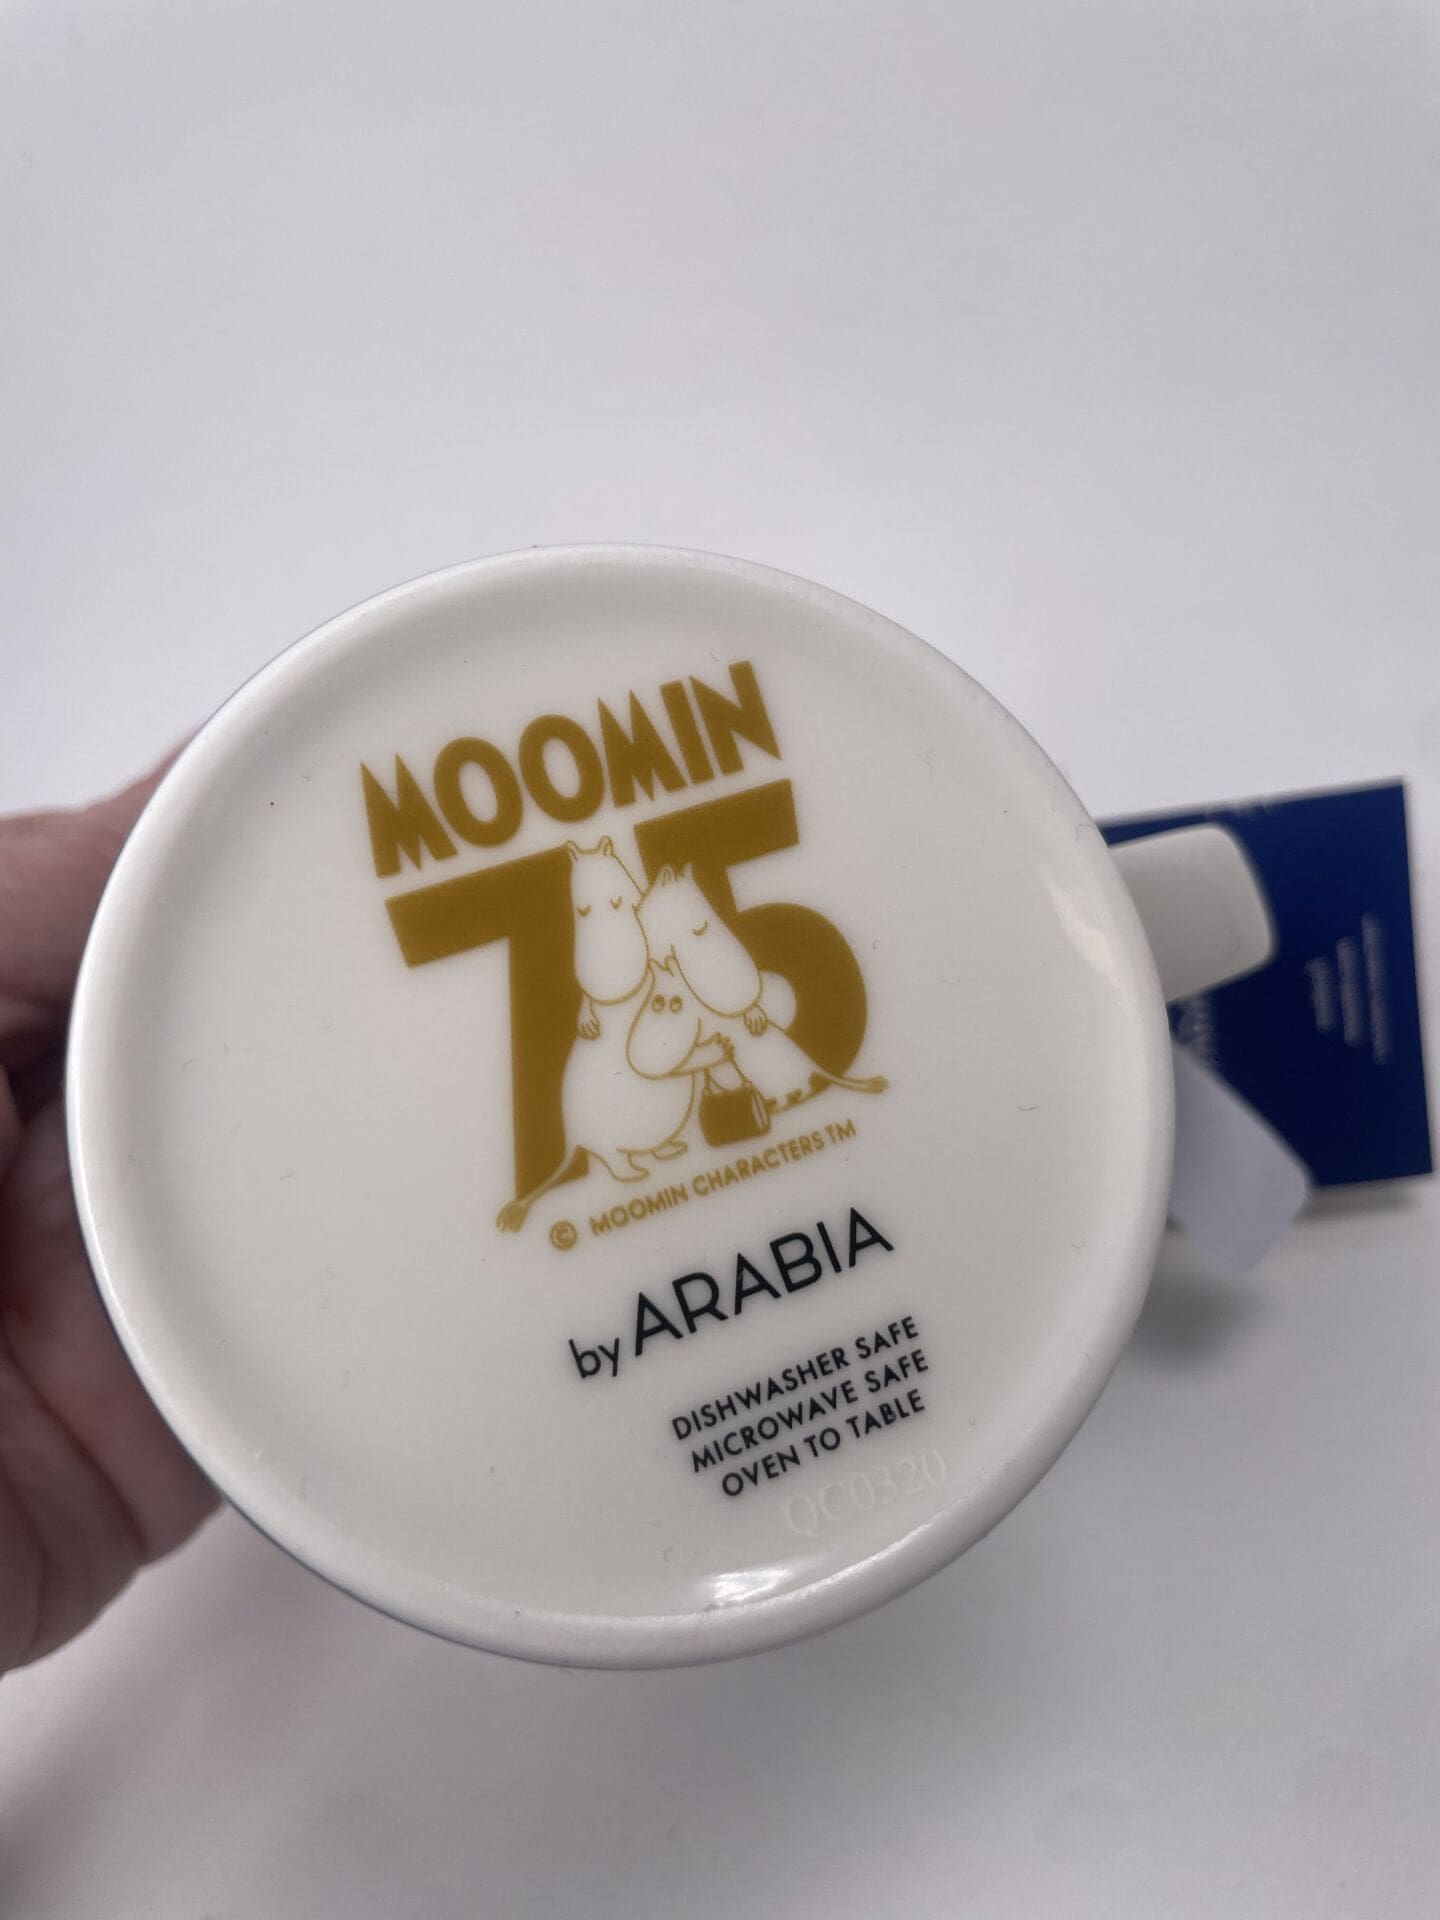 MOOMIN
75
© MOOMIN CHARACTERS TM
by ARABIA
DISHWASHER SAFE
MICROWAVE SAFE
OVEN TO TABLE
QC0320